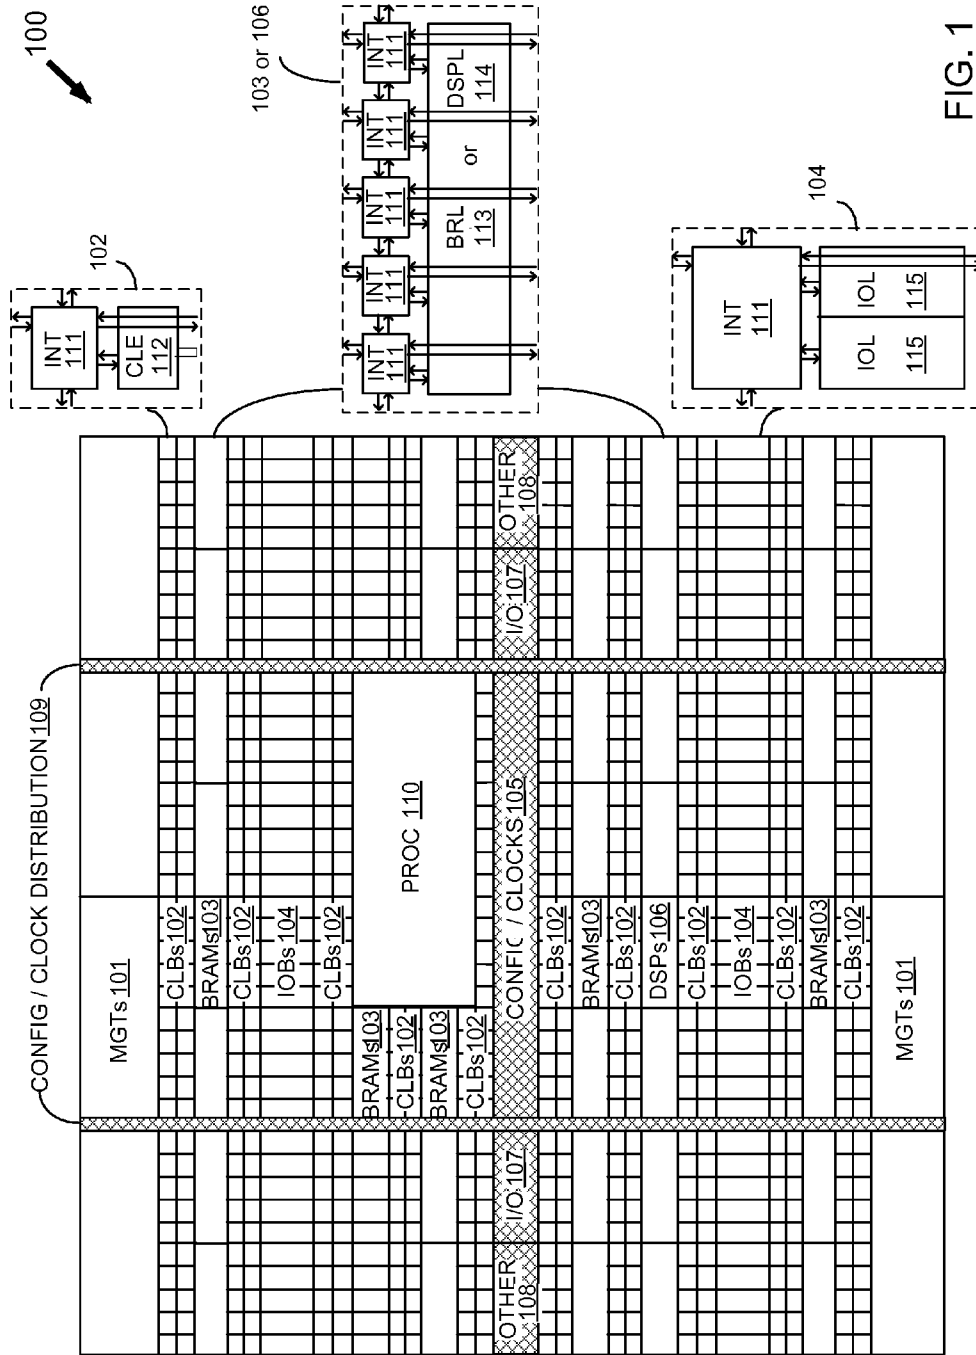 100
CONFIG / CLOCK DISTRIBUTION 109
MGTs 101
CLBs 102
BRAMs 103
CLBs 102
IOBs 104
CLBs 102
BRAMs 103
CLBs 102
BRAMs 103
CLBs 102
PROC 110
OTHER 108
I/O 107
CONFIG / CLOCKS 105
I/O 107
OTHER 108
CLBs 102
BRAMs 103
CLBs 102
DSPs 106
CLBs 102
IOBs 104
CLBs 102
BRAMs 103
CLBs 102
MGTs 101
102
INT
111
CLE
112
103 or 106
INT
111
INT
111
INT
111
INT
111
INT
111
BRL
113
or
DSPL
114
104
INT
111
IOL
115
IOL
115
FIG. 1